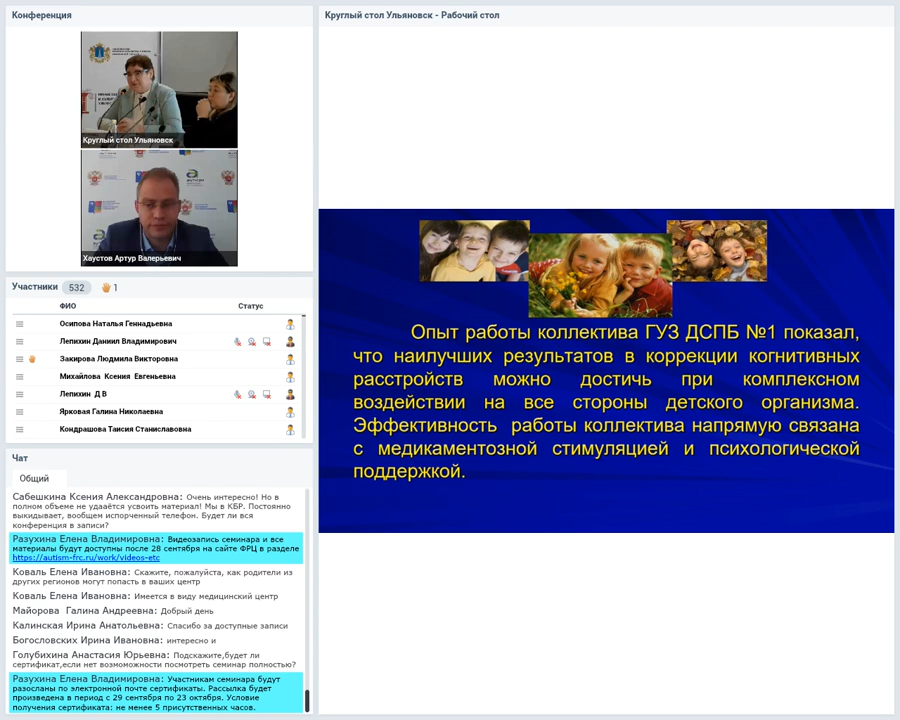 Конференция
Круглый стол Ульяновск
Хаустов Артур Валерьевич
Участники 532 1
ФИО Статус
Осипова Наталья Геннадьевна
Лепихин Даниил Владимирович
Закирова Людмила Викторовна
Михайлова Ксения Евгеньевна
Лепихин Д В
Ярковая Галина Николаевна
Кондрашова Таисия Станиславовна
Чат
Общий
Сабешкина Ксения Александровна: Очень интересно! Но в
полном объеме не удааётся усвоить материал! Мы в КБР. Постоянно
выкидывает, вообщем испорченный телефон. Будет ли вся
конференция в записи?
Разухина Елена Владимировна: Видеозапись семинара и все
материалы будут доступны после 28 сентября на сайте ФРЦ в разделе
https://autism-frc.ru/work/videos-etc
Коваль Елена Ивановна: Скажите, пожалуйста, как родители из
других регионов могут попасть в ваших центр
Коваль Елена Ивановна: Имеется в виду медицинский центр
Майорова Галина Андреевна: Добрый день
Калинская Ирина Анатольевна: Спасибо за доступные записи
Богословских Ирина Ивановна: интересно и
Голубихина Анастасия Юрьевна: Подскажите,будет ли
сертификат,если нет возмоможности посмотреть семинар полностью?
Разухина Елена Владимировна: Участникам семинара будут
разосланы по электронной почте сертификаты. Рассылка будет
произведена в период с 29 сентября по 23 октября. Условие
получения сертификата: не менее 5 присутственных часов.
Круглый стол Ульяновск - Рабочий стол
Опыт работы коллектива ГУЗ ДСПБ №1 показал,
что наилучших результатов в коррекции когнитивных
расстройств можно достичь при комплексном
воздействии на все стороны детского организма.
Эффективность работы коллектива напрямую связана
с медикаментозной стимуляцией и психологической
поддержкой.